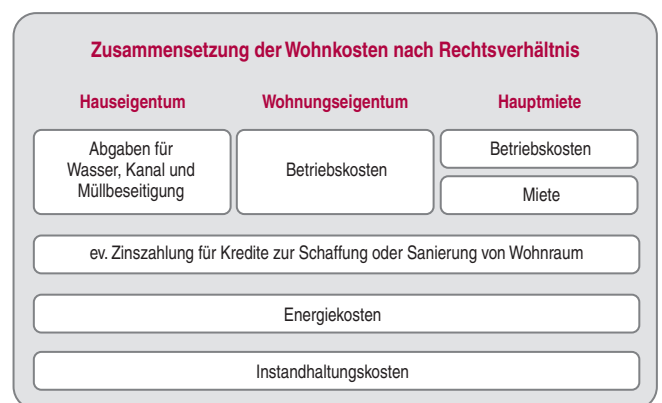 Zusammensetzung der Wohnkosten nach Rechtsverhältnis
Hauseigentum
Wohnungseigentum
Hauptmiete
Abgaben für
Wasser, Kanal und
Müllbeseitigung
Betriebskosten
Betriebskosten
Miete
ev. Zinszahlung für Kredite zur Schaffung oder Sanierung von Wohnraum
Energiekosten
Instandhaltungskosten